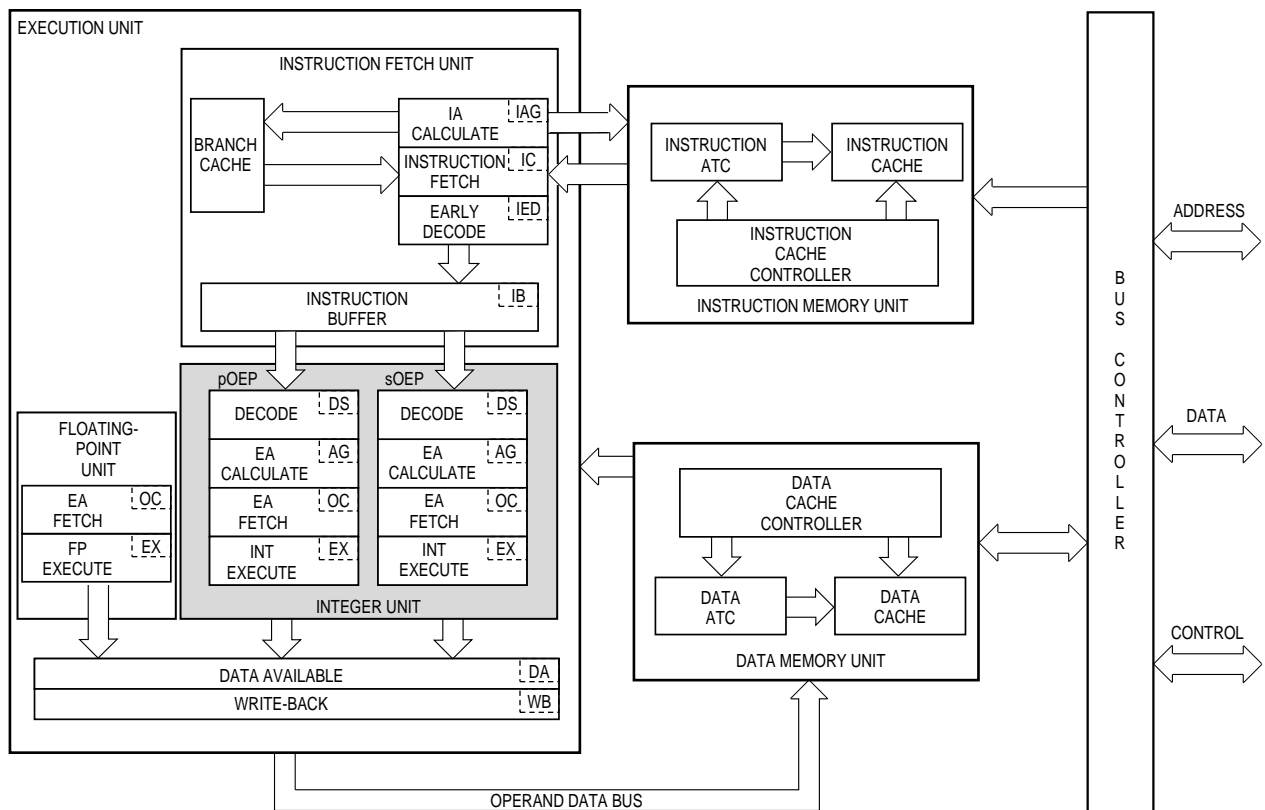 EXECUTION UNIT
INSTRUCTION FETCH UNIT
BRANCH
CACHE
IA
CALCULATE
IAG
INSTRUCTION
FETCH
IC
EARLY
DECODE
IED
INSTRUCTION
BUFFER
IB
INSTRUCTION
ATC
INSTRUCTION
CACHE
INSTRUCTION
CACHE
CONTROLLER
INSTRUCTION MEMORY UNIT
pOEP
sOEP
DECODE
DS
EA
CALCULATE
AG
EA
FETCH
OC
INT
EXECUTE
EX
DECODE
DS
EA
CALCULATE
AG
EA
FETCH
OC
INT
EXECUTE
EX
INTEGER UNIT
FLOATING-
POINT
UNIT
EA
FETCH
OC
FP
EXECUTE
EX
DATA AVAILABLE
DA
WRITE-BACK
WB
DATA
CACHE
CONTROLLER
DATA
ATC
DATA
CACHE
DATA MEMORY UNIT
OPERAND DATA BUS
BUS CONTROLLER
ADDRESS
DATA
CONTROL